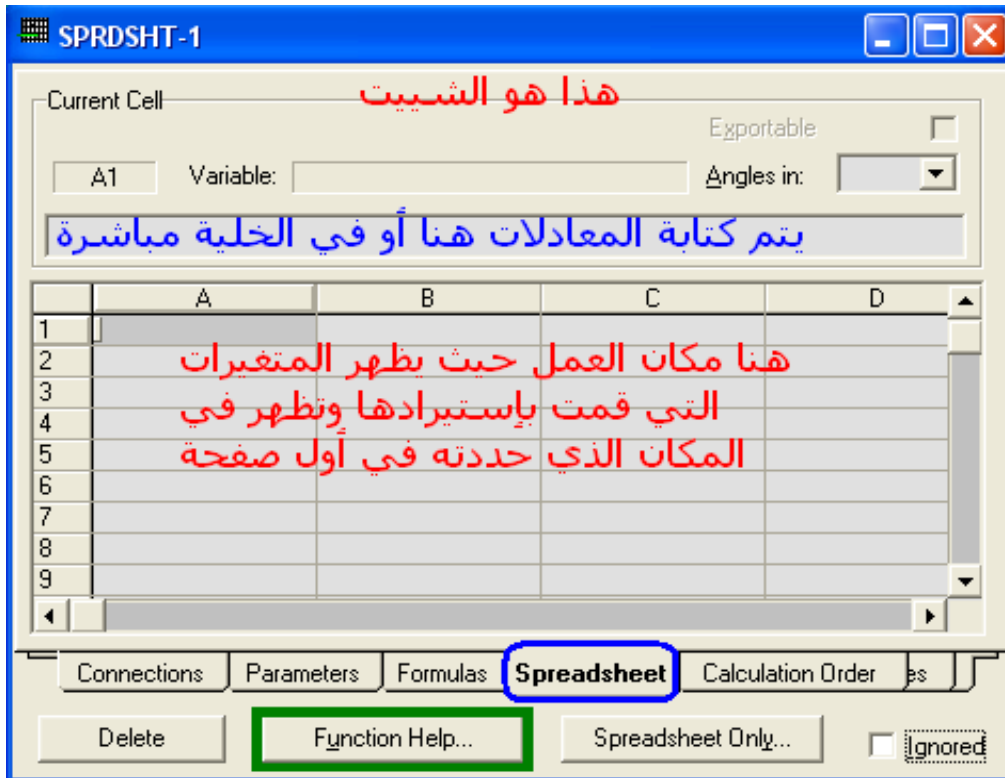 SPRDSHT-1
هذا هو الشييت
Current Cell
Exportable
A1 Variable: Angles in:
يتم كتابة المعادلات هنا أو في الخلية مباشرة
A B C D
1
2 هنا مكان العمل حيث يظهر المتغيرات
3
4 التي قمت بإستيرادها وتظهر في
5 المكان الذي حددته في أول صفحة
6
7
8
9
Connections Parameters Formulas Spreadsheet Calculation Order es
Delete Function Help... Spreadsheet Only... Ignored